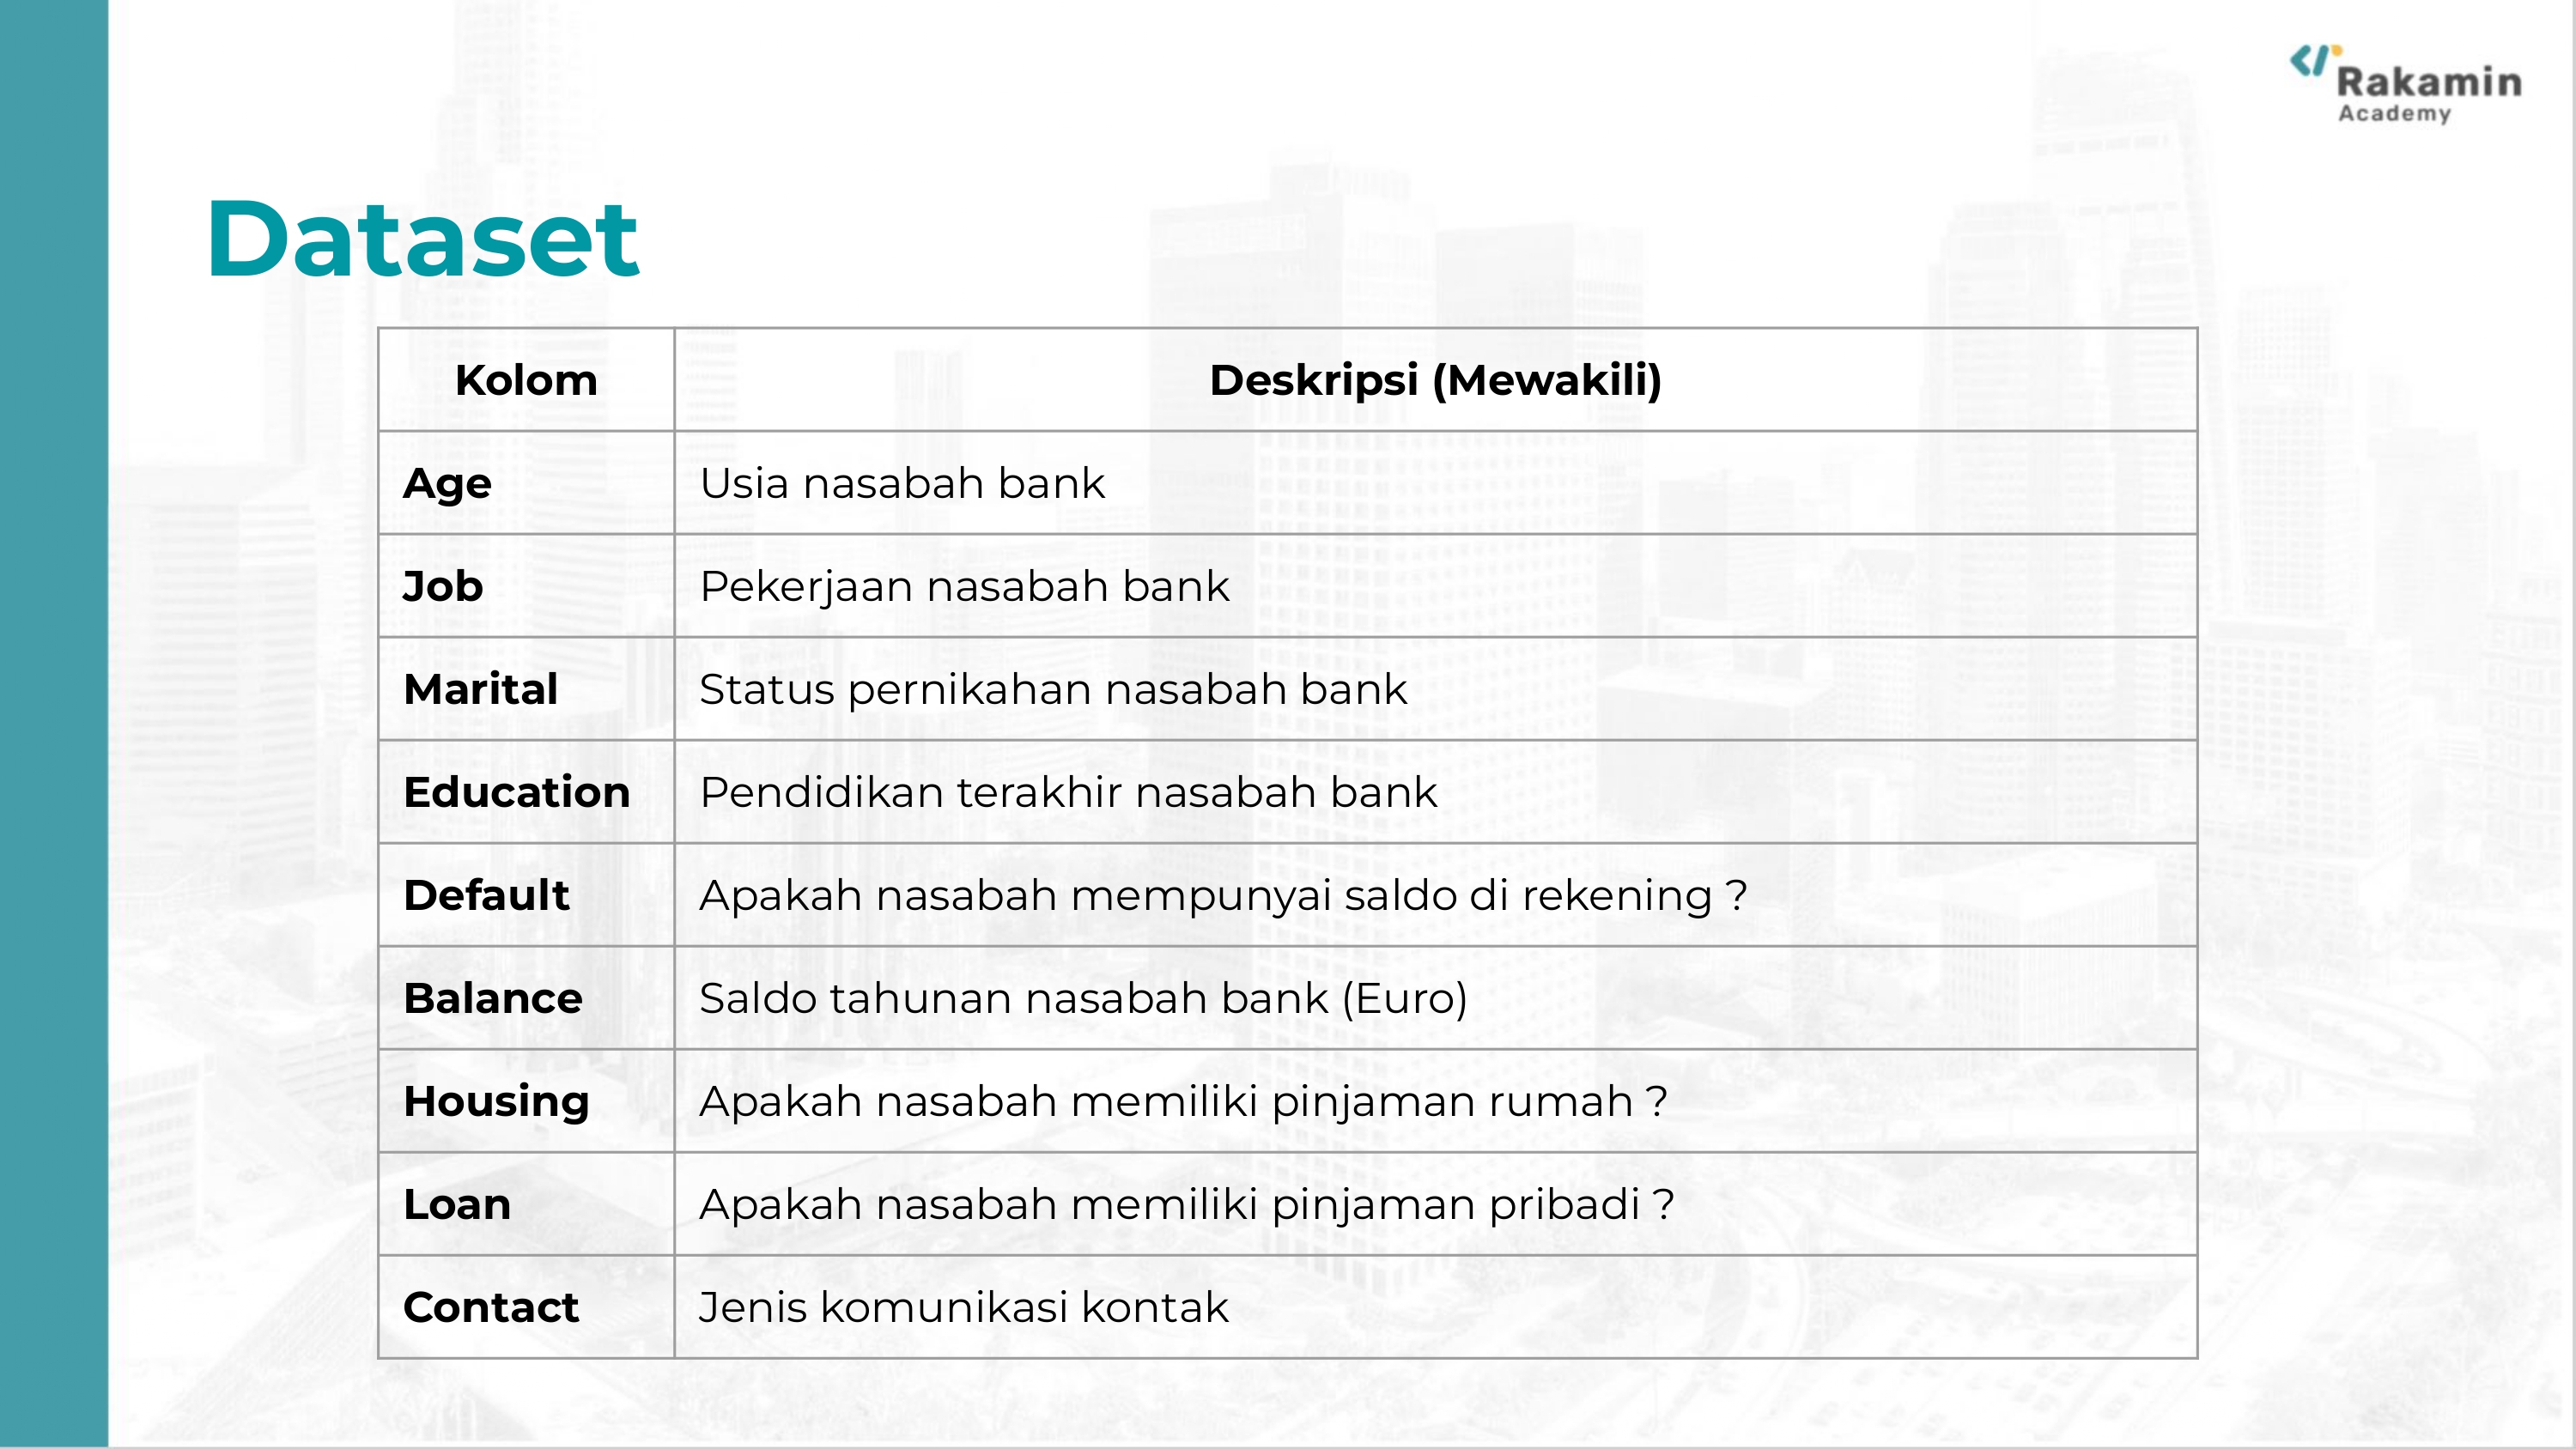 Rakamin
Academy
Dataset
Kolom Deskripsi (Mewakili)
Age Usia nasabah bank
Job Pekerjaan nasabah bank
Marital Status pernikahan nasabah bank
Education Pendidikan terakhir nasabah bank
Default Apakah nasabah mempunyai saldo di rekening ?
Balance Saldo tahunan nasabah bank (Euro)
Housing Apakah nasabah memiliki pinjaman rumah ?
Loan Apakah nasabah memiliki pinjaman pribadi ?
Contact Jenis komunikasi kontak